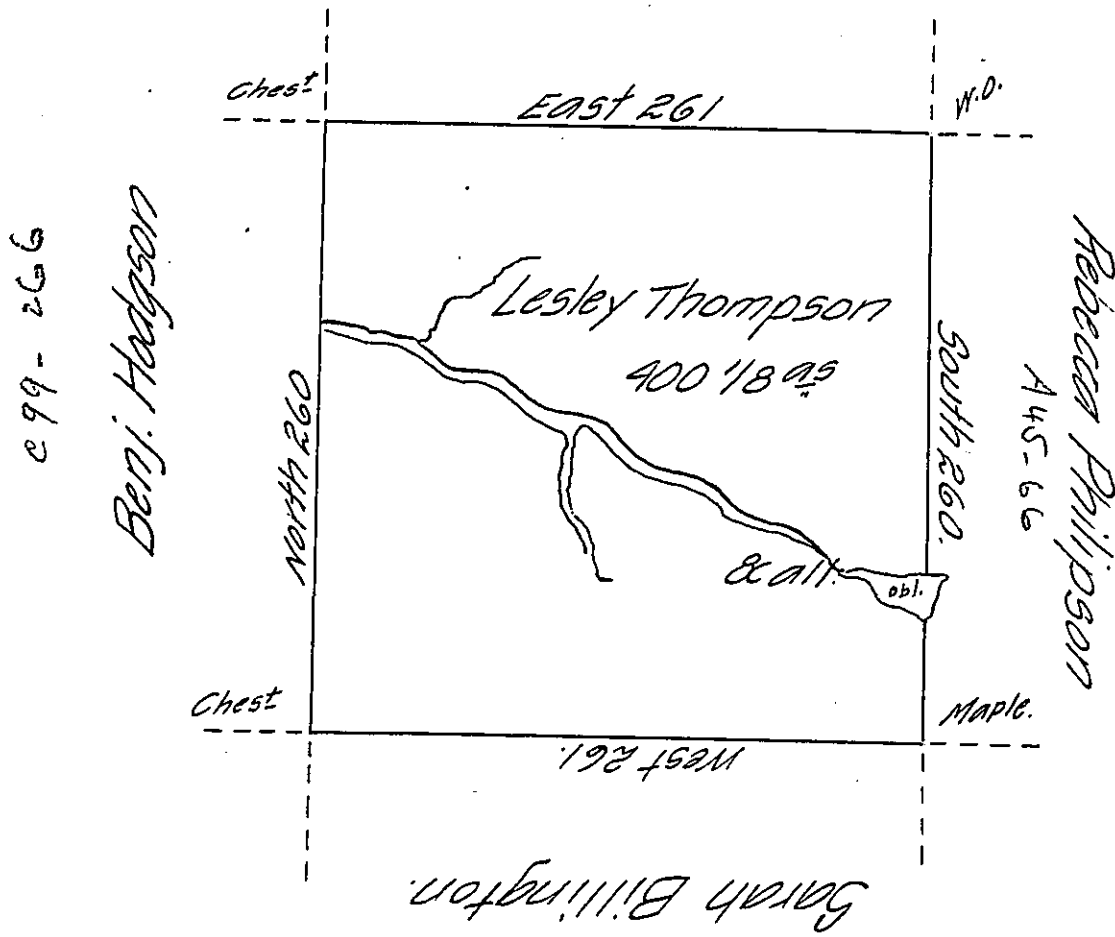 Chest
East 261
W.O.
C99-266
Benj. Hodgson
North 260
Lesley Thompson
400 1/8 as
& all.
obl.
South 260.
A45-66
Rebecca Philipson
Chest
West 261.
Maple.
Sarah Billington.